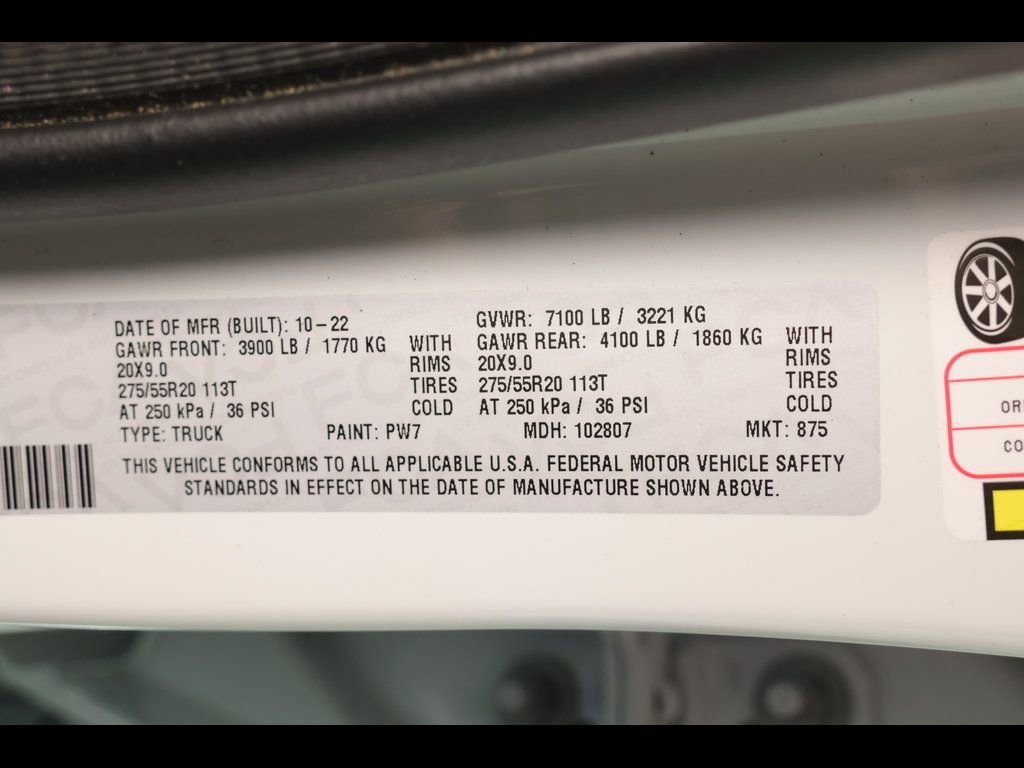 DATE OF MFR (BUILT): 10-22 GVWR: 7100 LB / 3221 KG
GAWR FRONT: 3900 LB / 1770 KG WITH GAWR REAR: 4100 LB / 1860 KG WITH
20X9.0 RIMS 20X9.0 RIMS
275/55R20 113T TIRES 275/55R20 113T TIRES
AT 250 kPa / 36 PSI COLD AT 250 kPa / 36 PSI COLD
TYPE: TRUCK PAINT: PW7 MDH: 102807 MKT: 875
THIS VEHICLE CONFORMS TO ALL APPLICABLE U.S.A. FEDERAL MOTOR VEHICLE SAFETY
STANDARDS IN EFFECT ON THE DATE OF MANUFACTURE SHOWN ABOVE.
OR
CO